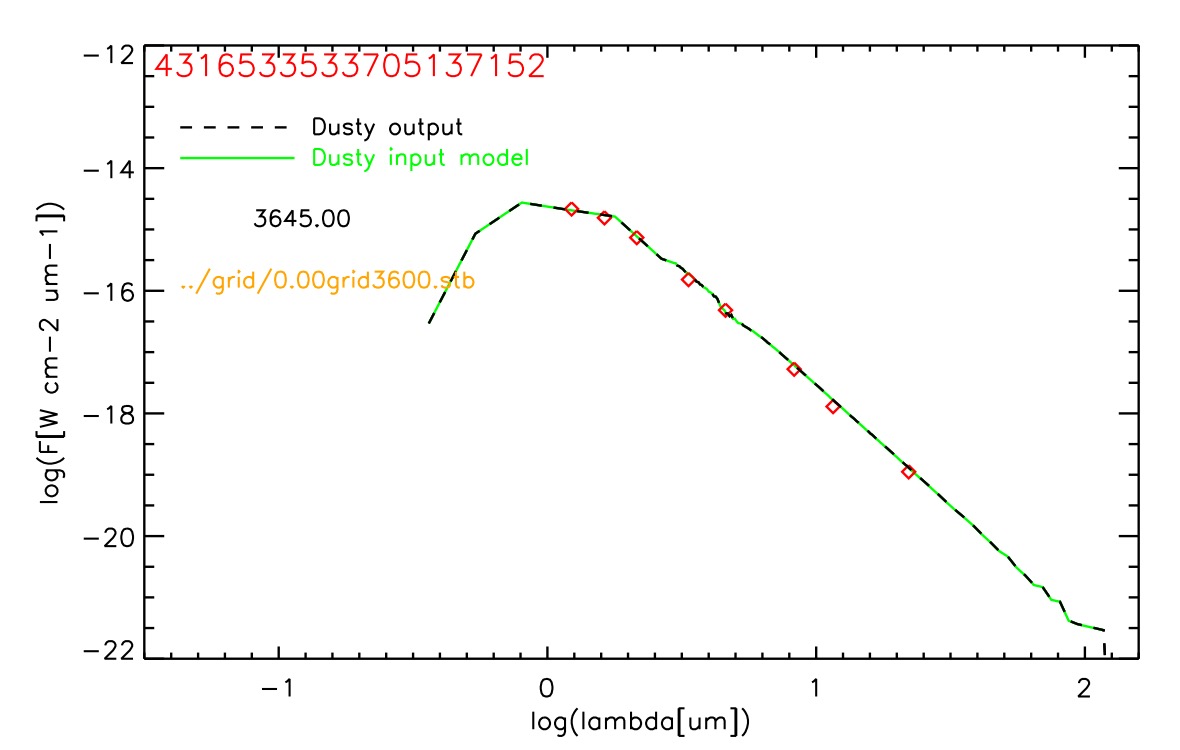 -12
4316533533705137152
Dusty output
-14
Dusty input model
3645.00
-16
../grid/0.00grid3600.stb
-18
-20
-22
log(F[W cm-2 um-1])
-1 0 1 2
log(lambda[um])